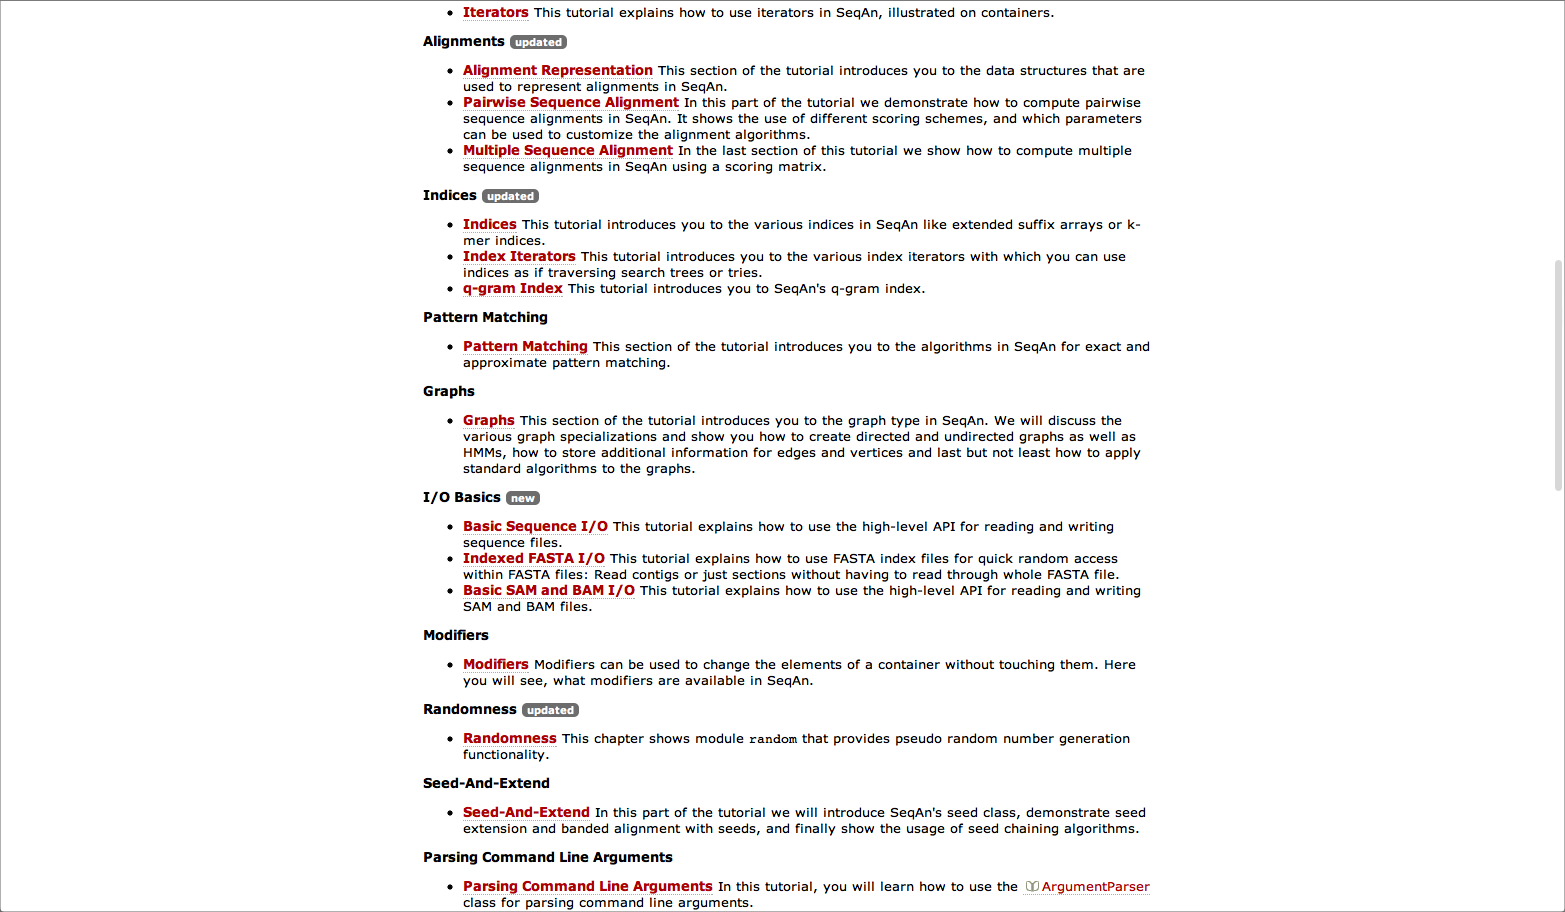 Iterators This tutorial explains how to use iterators in SeqAn, illustrated on containers.
Alignments updated
Alignment Representation This section of the tutorial introduces you to the data structures that are
used to represent alignments in SeqAn.
Pairwise Sequence Alignment In this part of the tutorial we demonstrate how to compute pairwise
sequence alignments in SeqAn. It shows the use of different scoring schemes, and which parameters
can be used to customize the alignment algorithms.
Multiple Sequence Alignment In the last section of this tutorial we show how to compute multiple
sequence alignments in SeqAn using a scoring matrix.
Indices updated
Indices This tutorial introduces you to the various indices in SeqAn like extended suffix arrays or k-
mer indices.
Index Iterators This tutorial introduces you to the various index iterators with which you can use
indices as if traversing search trees or tries.
q-gram Index This tutorial introduces you to SeqAn's q-gram index.
Pattern Matching
Pattern Matching This section of the tutorial introduces you to the algorithms in SeqAn for exact and
approximate pattern matching.
Graphs
Graphs This section of the tutorial introduces you to the graph type in SeqAn. We will discuss the
various graph specializations and show you how to create directed and undirected graphs as well as
HMMs, how to store additional information for edges and vertices and last but not least how to apply
standard algorithms to the graphs.
I/O Basics new
Basic Sequence I/O This tutorial explains how to use the high-level API for reading and writing
sequence files.
Indexed FASTA I/O This tutorial explains how to use FASTA index files for quick random access
within FASTA files: Read contigs or just sections without having to read through whole FASTA file.
Basic SAM and BAM I/O This tutorial explains how to use the high-level API for reading and writing
SAM and BAM files.
Modifiers
Modifiers Modifiers can be used to change the elements of a container without touching them. Here
you will see, what modifiers are available in SeqAn.
Randomness updated
Randomness This chapter shows module random that provides pseudo random number generation
functionality.
Seed-And-Extend
Seed-And-Extend In this part of the tutorial we will introduce SeqAn's seed class, demonstrate seed
extension and banded alignment with seeds, and finally show the usage of seed chaining algorithms.
Parsing Command Line Arguments
Parsing Command Line Arguments In this tutorial, you will learn how to use the ArgumentParser
class for parsing command line arguments.